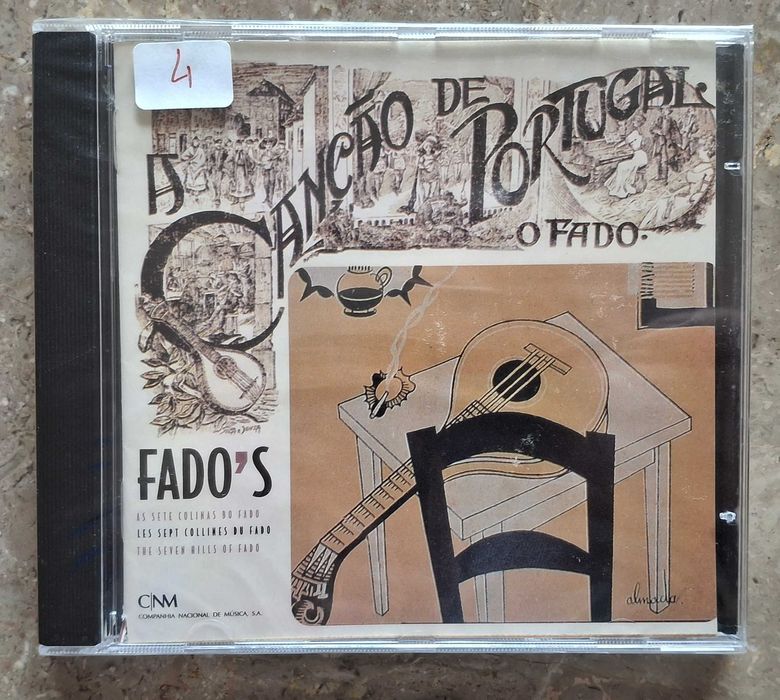 4
A CANÇÃO DE PORTUGAL
O FADO.
FADO'S
AS SETE COLINAS DO FADO
LES SEPT COLLINES DU FADO
THE SEVEN HILLS OF FADO
CNM
COMPANHIA NACIONAL DE MÚSICA, S.A.
almada.